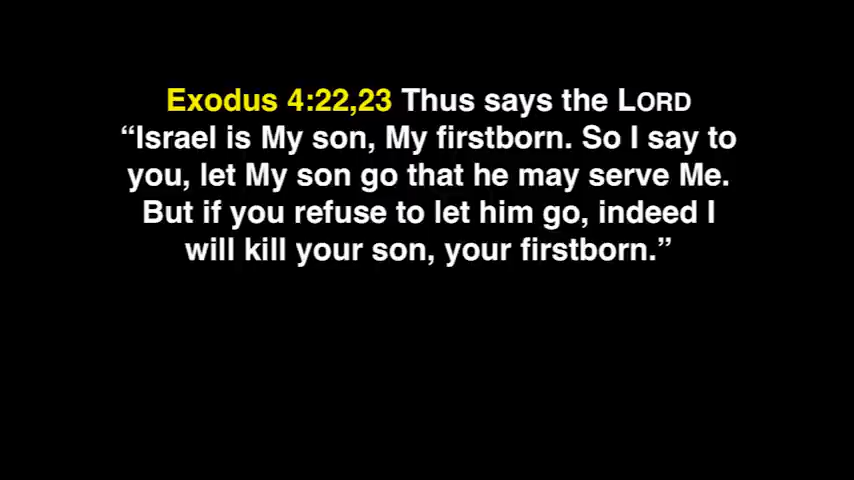 Exodus 4:22,23 Thus says the LORD
“Israel is My son, My firstborn. So I say to
you, let My son go that he may serve Me.
But if you refuse to let him go, indeed I
will kill your son, your firstborn.”